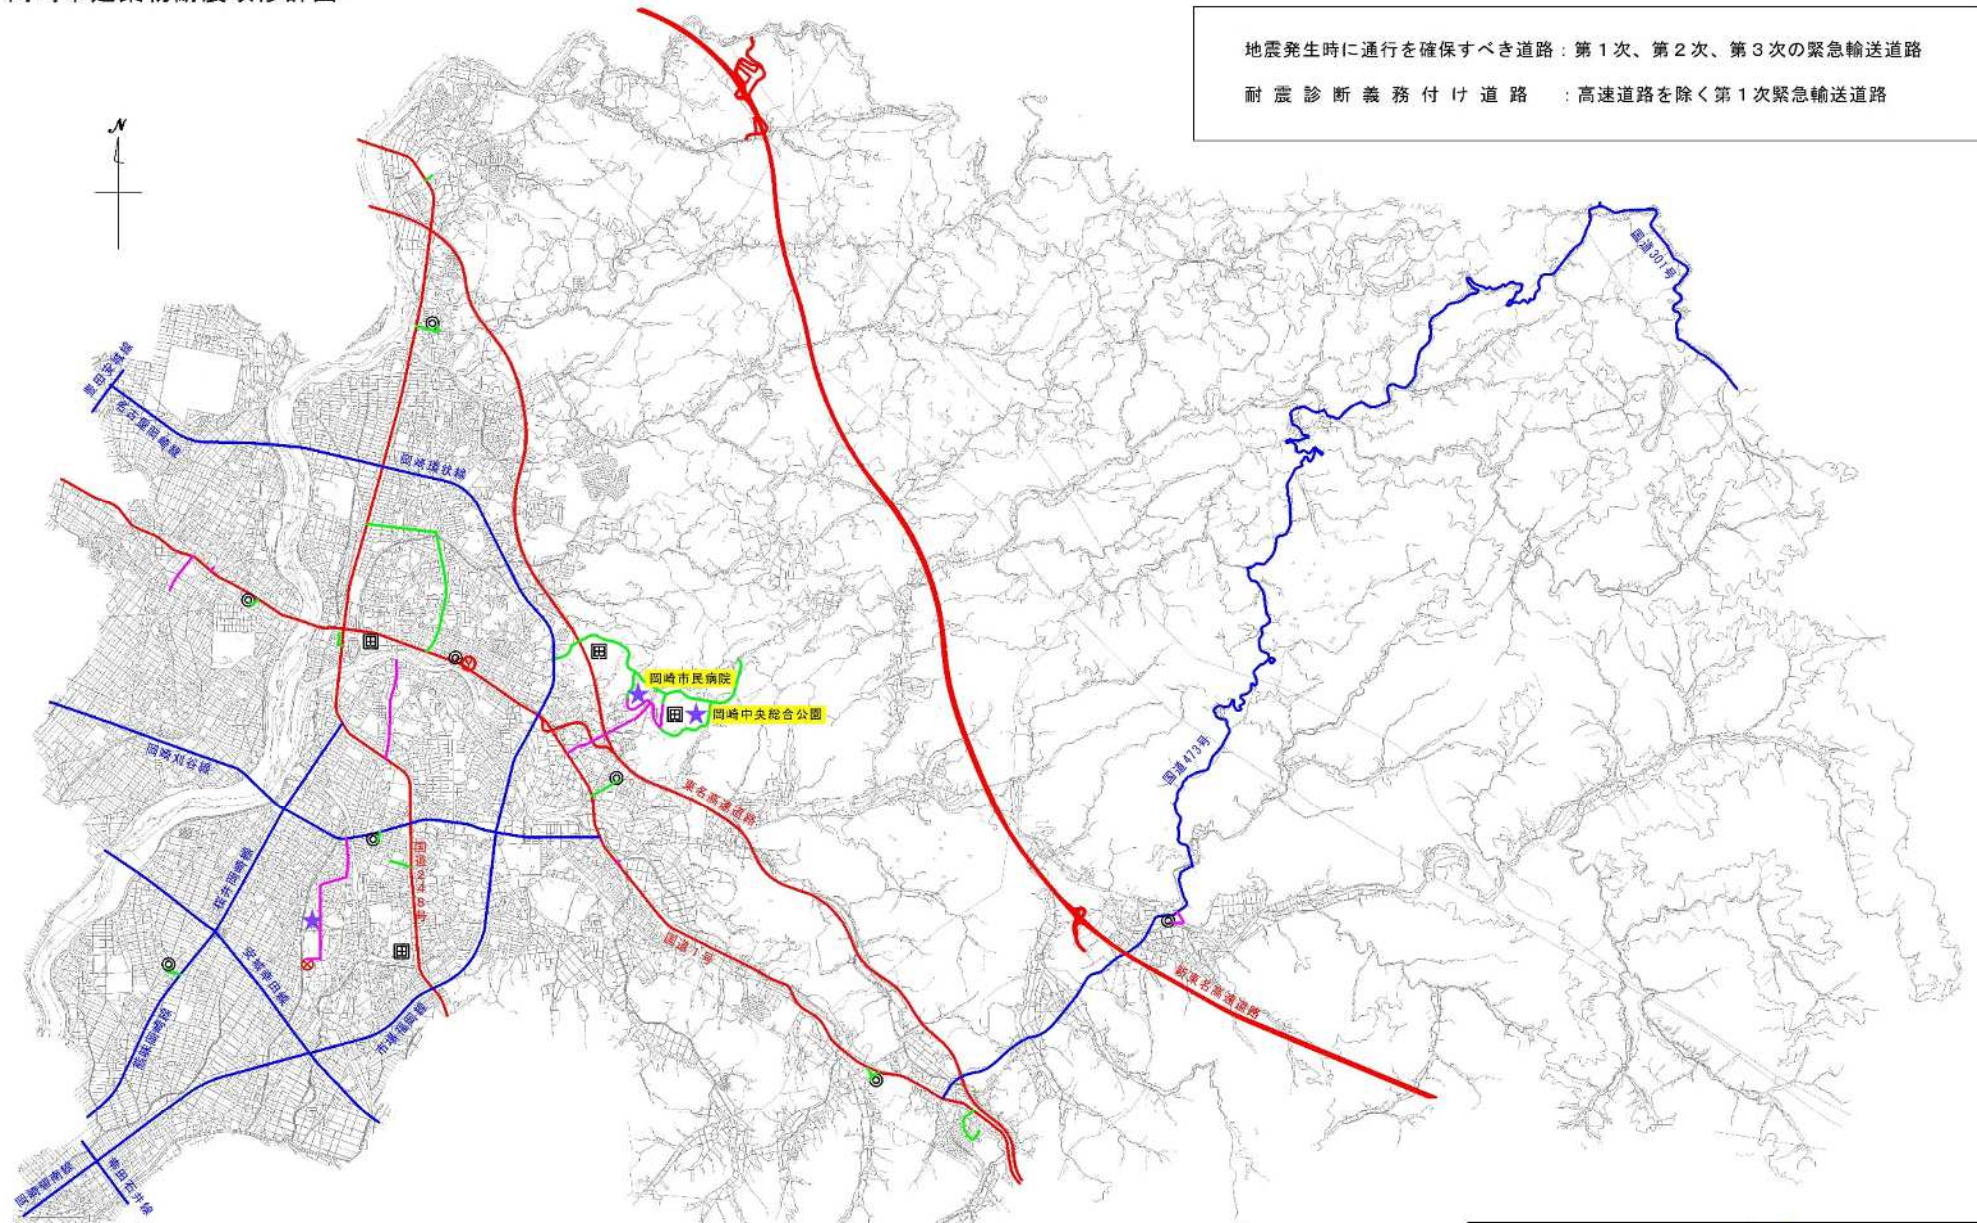 地震発生時に通行を確保すべき道路：第1次、第2次、第3次の緊急輸送道路
耐震診断義務付け道路　：高速道路を除く第1次緊急輸送道路
N
国道301号
豊田安城線
名古屋岡崎線
岡崎環状線
岡崎市民病院
岡崎中央総合公園
国道473号
岡崎刈谷線
東名高速道路
桜井岡崎線
国道248号
国道1号
安城幸田線
新東名高速道路
市場福岡線
岡崎碧南線
幸田石井線